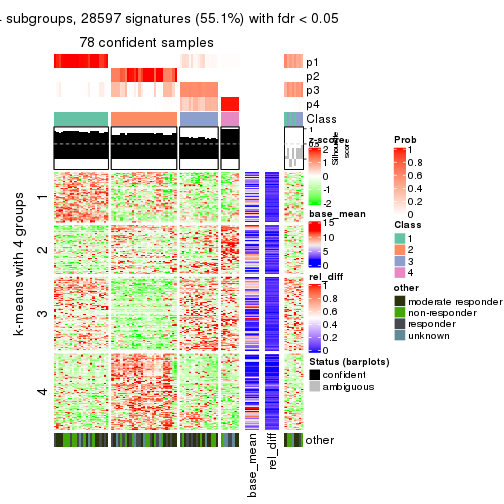 subgroups, 28597 signatures (55.1%) with fdr < 0.05
78 confident samples
p1
p2
p3
p4
Class
1
0.5
0
Silhouette score
k-means with 4 groups
1
2
3
4
other
base_mean
rel_diff
z-score
2
1
0
-1
-2
base_mean
15
10
5
0
rel_diff
1
0.8
0.6
0.4
0.2
0
Status (barplots)
confident
ambiguous
Prob
1
0.8
0.6
0.4
0.2
0
Class
1
2
3
4
other
moderate responder
non-responder
responder
unknown